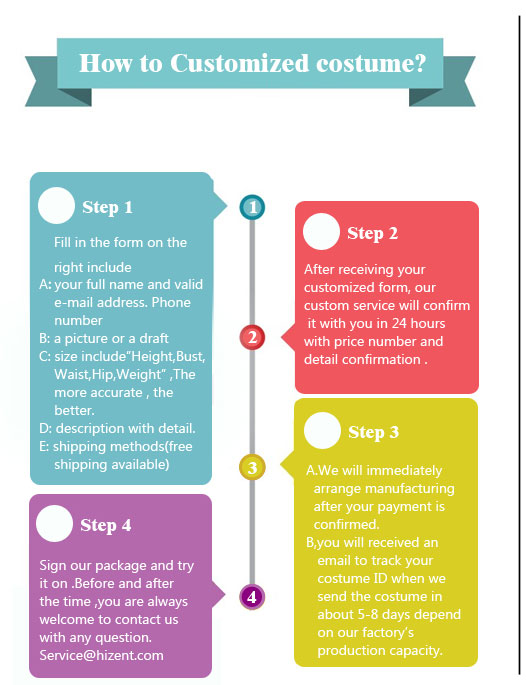 How to Customized costume?
Step 1
Fill in the form on the
right include
A: your full name and valid
e-mail address. Phone
number
B: a picture or a draft
C: size include"Height,Bust,
Waist,Hip,Weight" ,The
more accurate , the
better.
D: description with detail.
E: shipping methods(free
shipping available)
1
Step 2
After receiving your
customized form, our
custom service will confirm
it with you in 24 hours
with price number and
detail confirmation .
2
Step 3
A.We will immediately
arrange manufacturing
after your payment is
confirmed.
B,you will received an
email to track your
costume ID when we
send the costume in
about 5-8 days depend
on our factory's
production capacity.
3
Step 4
Sign our package and try
it on .Before and after
the time ,you are always
welcome to contact us
with any question.
Service@hizent.com
4